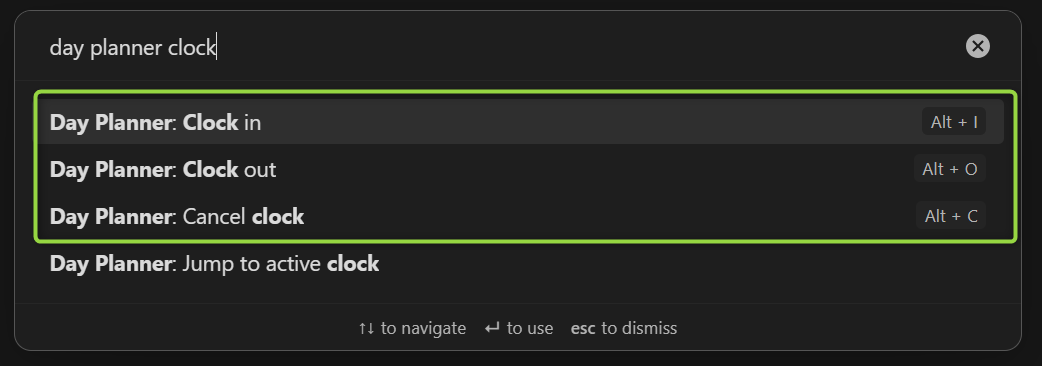 day planner clock
Day Planner: Clock in Alt + I
Day Planner: Clock out Alt + O
Day Planner: Cancel clock Alt + C
Day Planner: Jump to active clock
↑↓ to navigate ↵ to use esc to dismiss